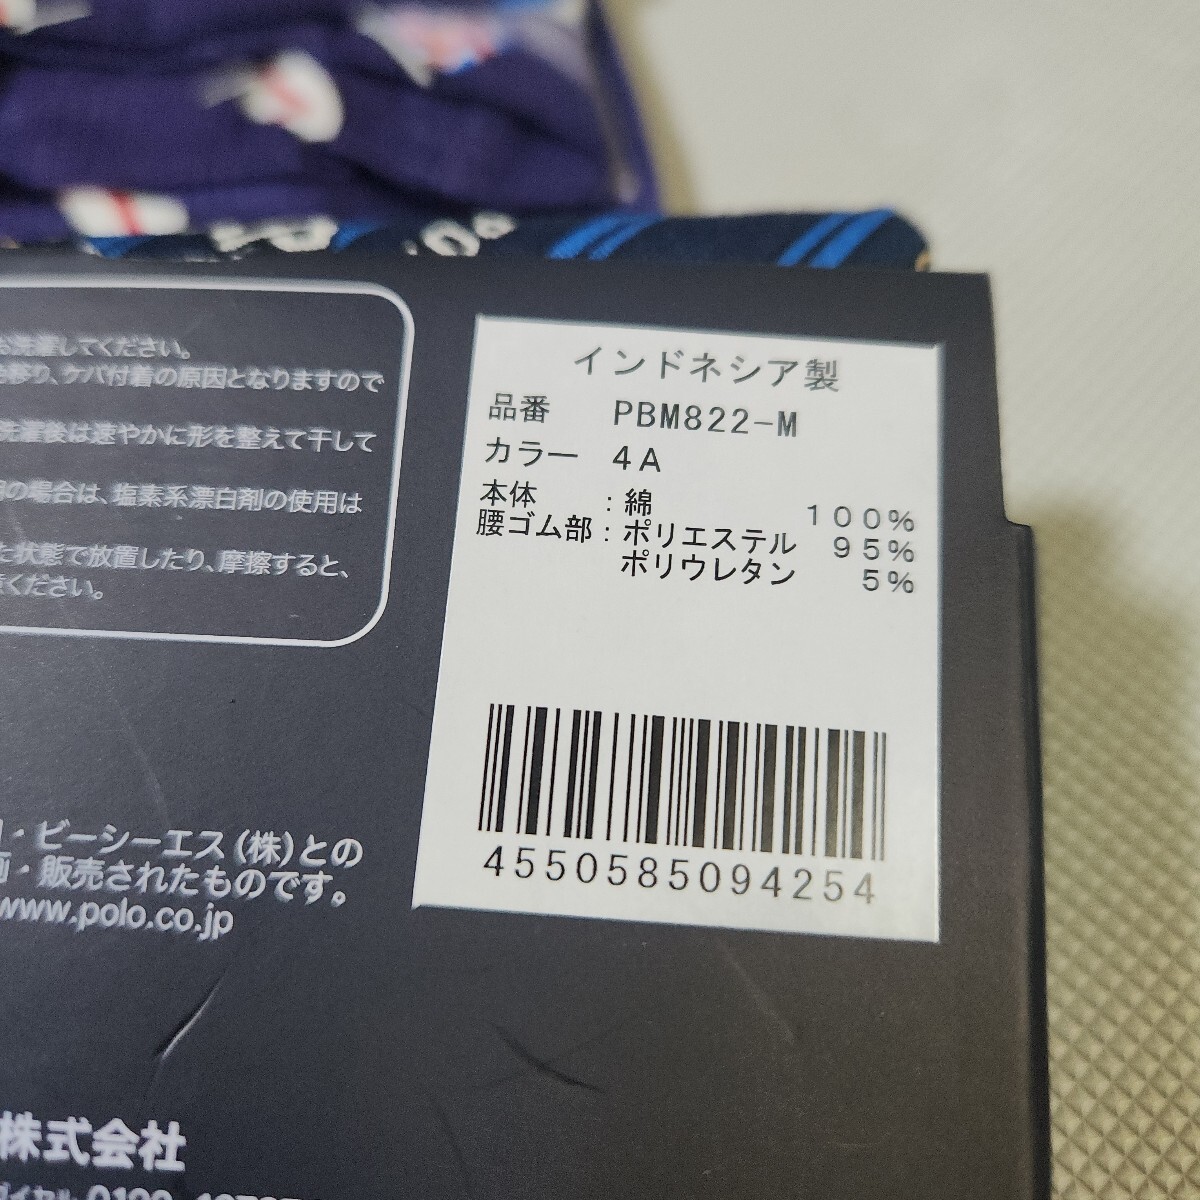 洗濯してください。
移り、ケバ付着の原因となりますので
洗濯後は速やかに形を整えて干して
の場合は、塩素系漂白剤の使用は
た状態で放置したり、摩擦すると、
ください。
インドネシア製
品番 PBM822-M
カラー 4A
本体 :綿 100%
腰ゴム部:ポリエステル 95%
ポリウレタン 5%
4550585094254
・ビーシーエス(株)との
・販売されたものです。
www.polo.co.jp
株式会社